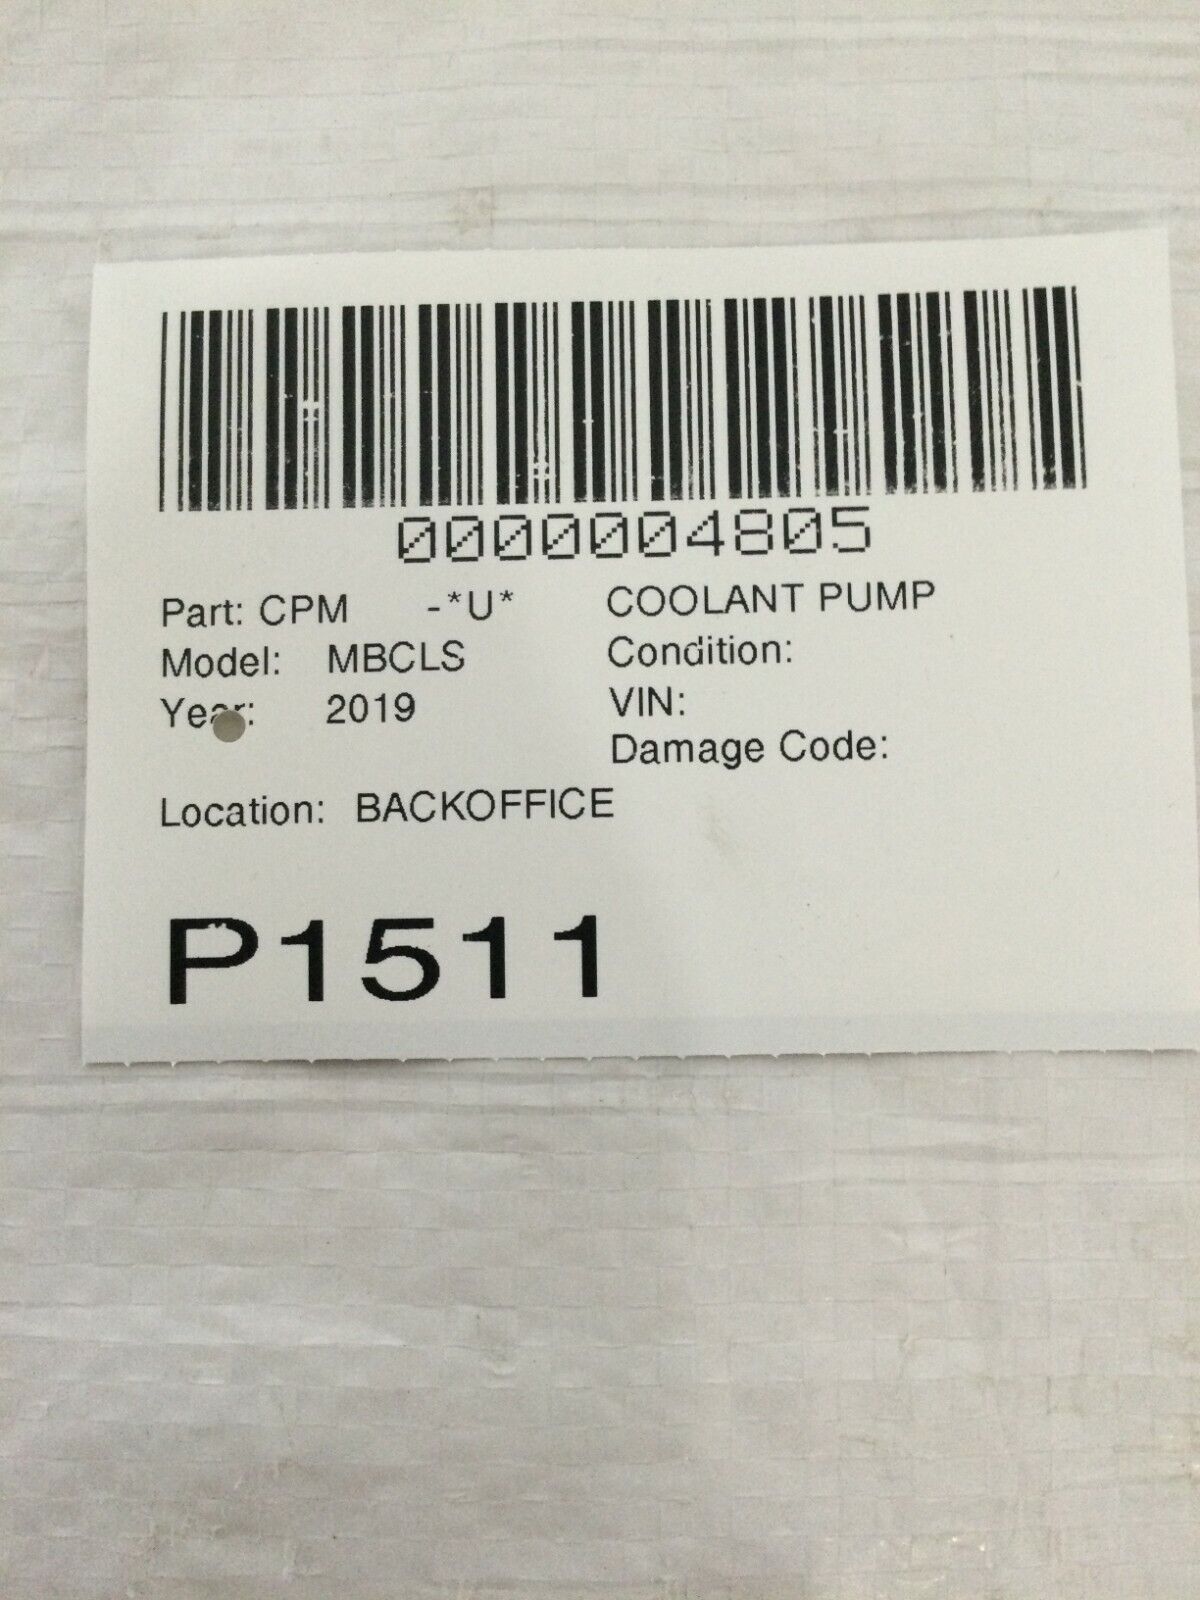 0000004805
Part: CPM -*U* COOLANT PUMP
Model: MBCLS Condition:
Year: 2019 VIN:
Damage Code:
Location: BACKOFFICE
P1511